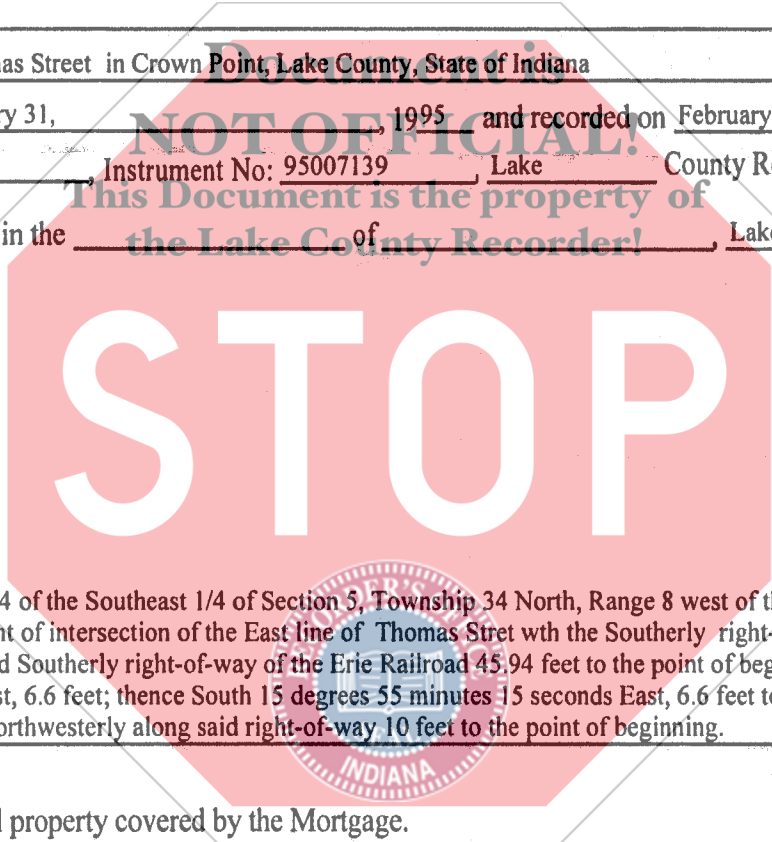 nas Street in Crown Point, Lake County, State of Indiana
Document is
ry 31, , 1995 and recorded on February
NOT OFFICIAL!
, Instrument No: 95007139 , Lake County R
This Document is the property of
in the of , Lake
the Lake County Recorder!
STOP
4 of the Southeast 1/4 of Section 5, Township 34 North, Range 8 west of th
nt of intersection of the East line of Thomas Stret wth the Southerly right-
d Southerly right-of-way of the Erie Railroad 45.94 feet to the point of beg
st, 6.6 feet; thence South 15 degrees 55 minutes 15 seconds East, 6.6 feet to
orthwesterly along said right-of-way 10 feet to the point of beginning.
INDIANA
l property covered by the Mortgage.